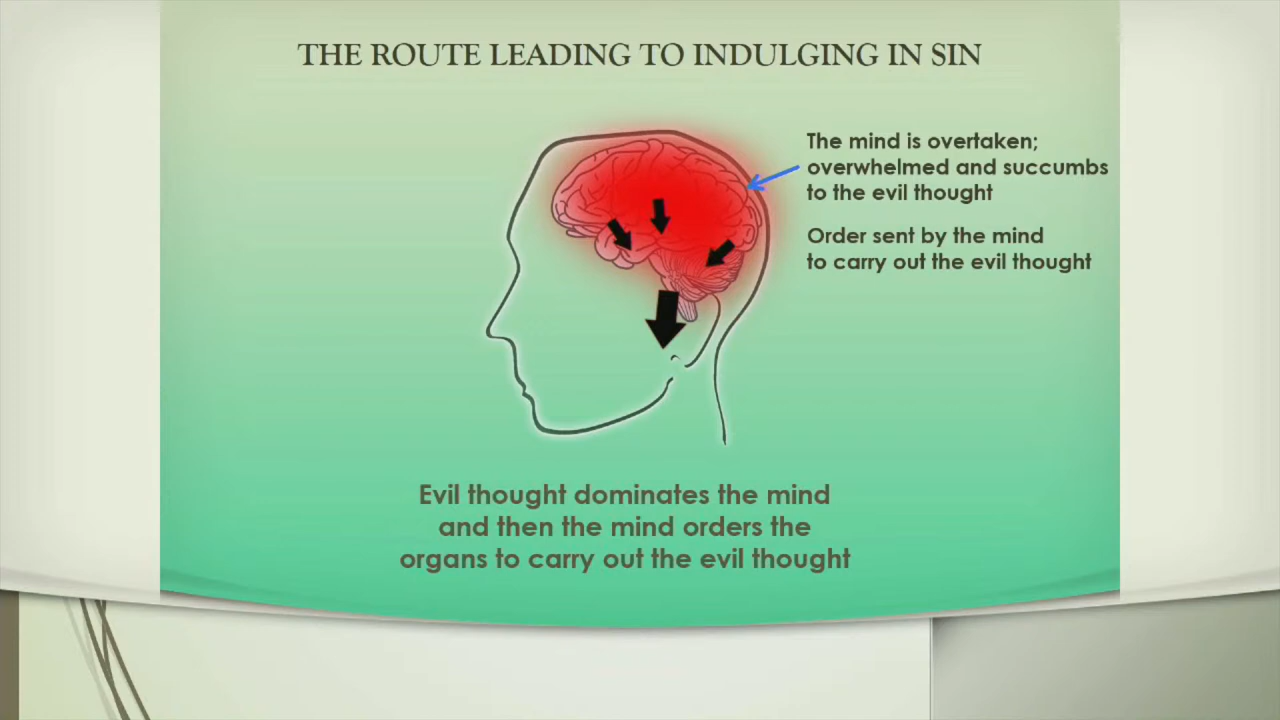 THE ROUTE LEADING TO INDULGING IN SIN
The mind is overtaken;
overwhelmed and succumbs
to the evil thought
Order sent by the mind
to carry out the evil thought
Evil thought dominates the mind
and then the mind orders the
organs to carry out the evil thought